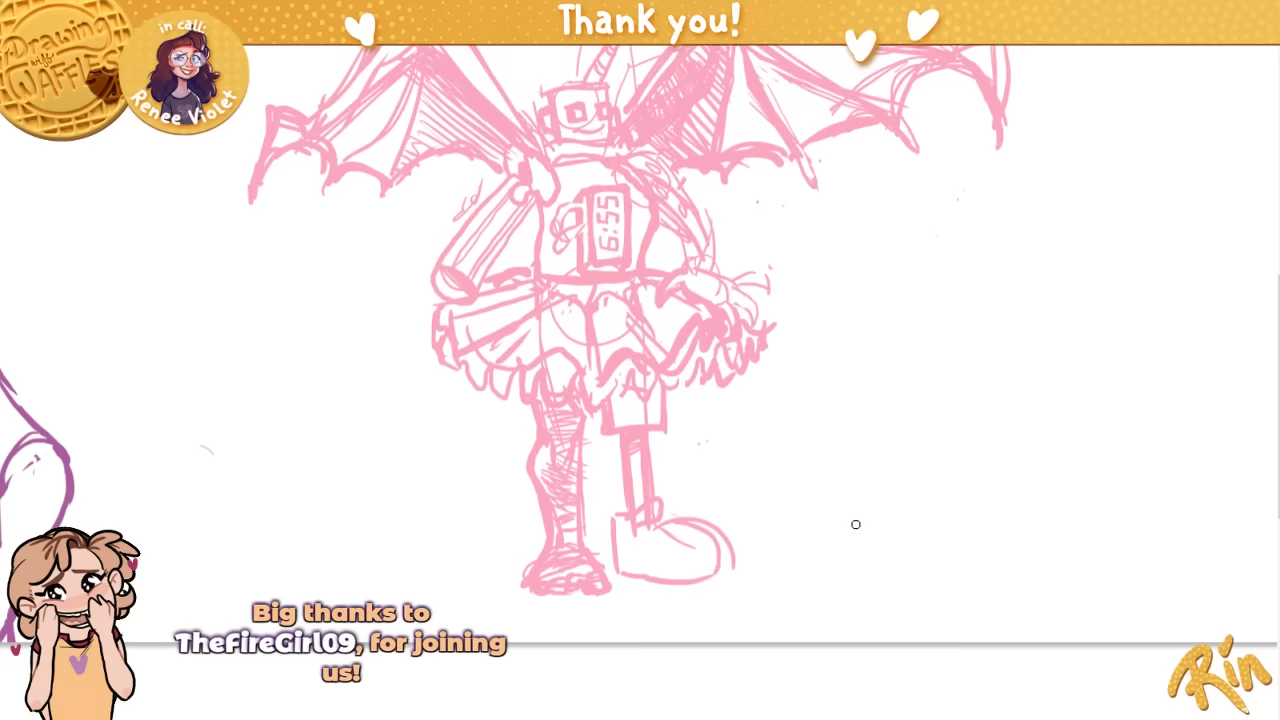 Thank you!
Drawing
with
WAFFLES
in call:
Renee Violet
6:55
Big thanks to
TheFireGirl09, for joining
us!
Rin